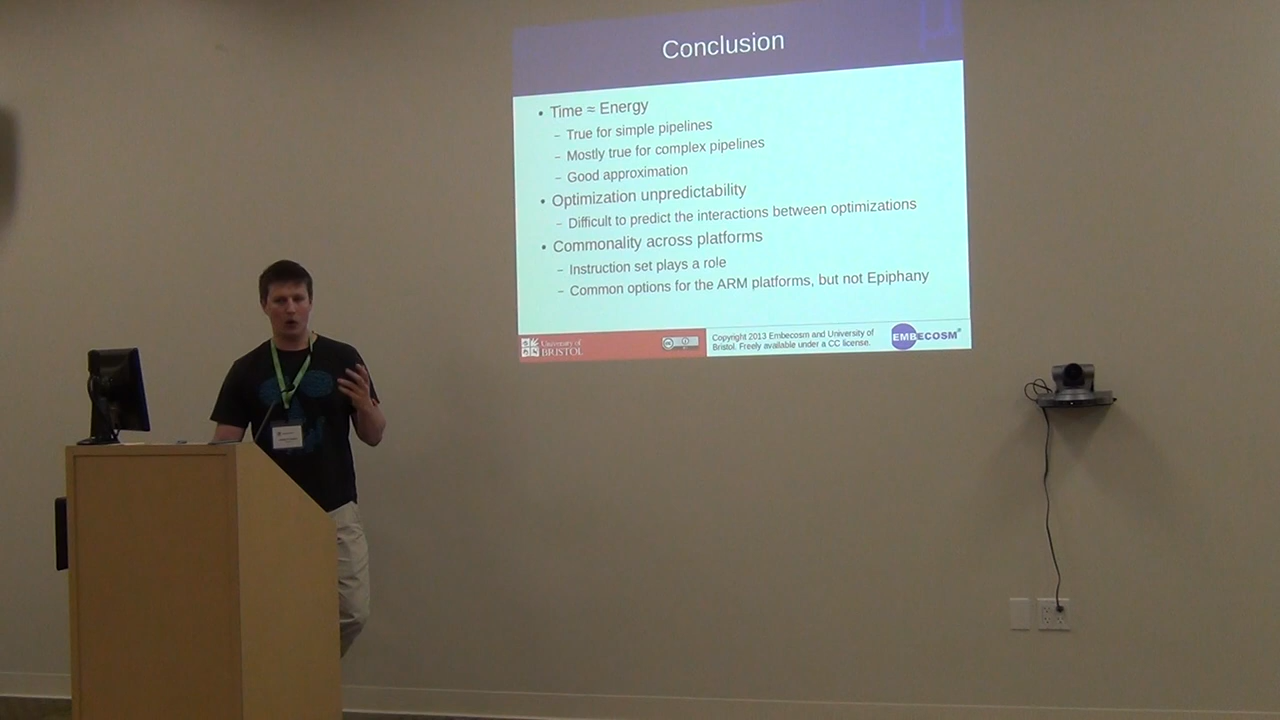 Conclusion
• Time ≈ Energy
– True for simple pipelines
– Mostly true for complex pipelines
– Good approximation
• Optimization unpredictability
– Difficult to predict the interactions between optimizations
• Commonality across platforms
– Instruction set plays a role
– Common options for the ARM platforms, but not Epiphany
University of
BRISTOL
Copyright 2013 Embecosm and University of
Bristol. Freely available under a CC license.
EMBECOSM®